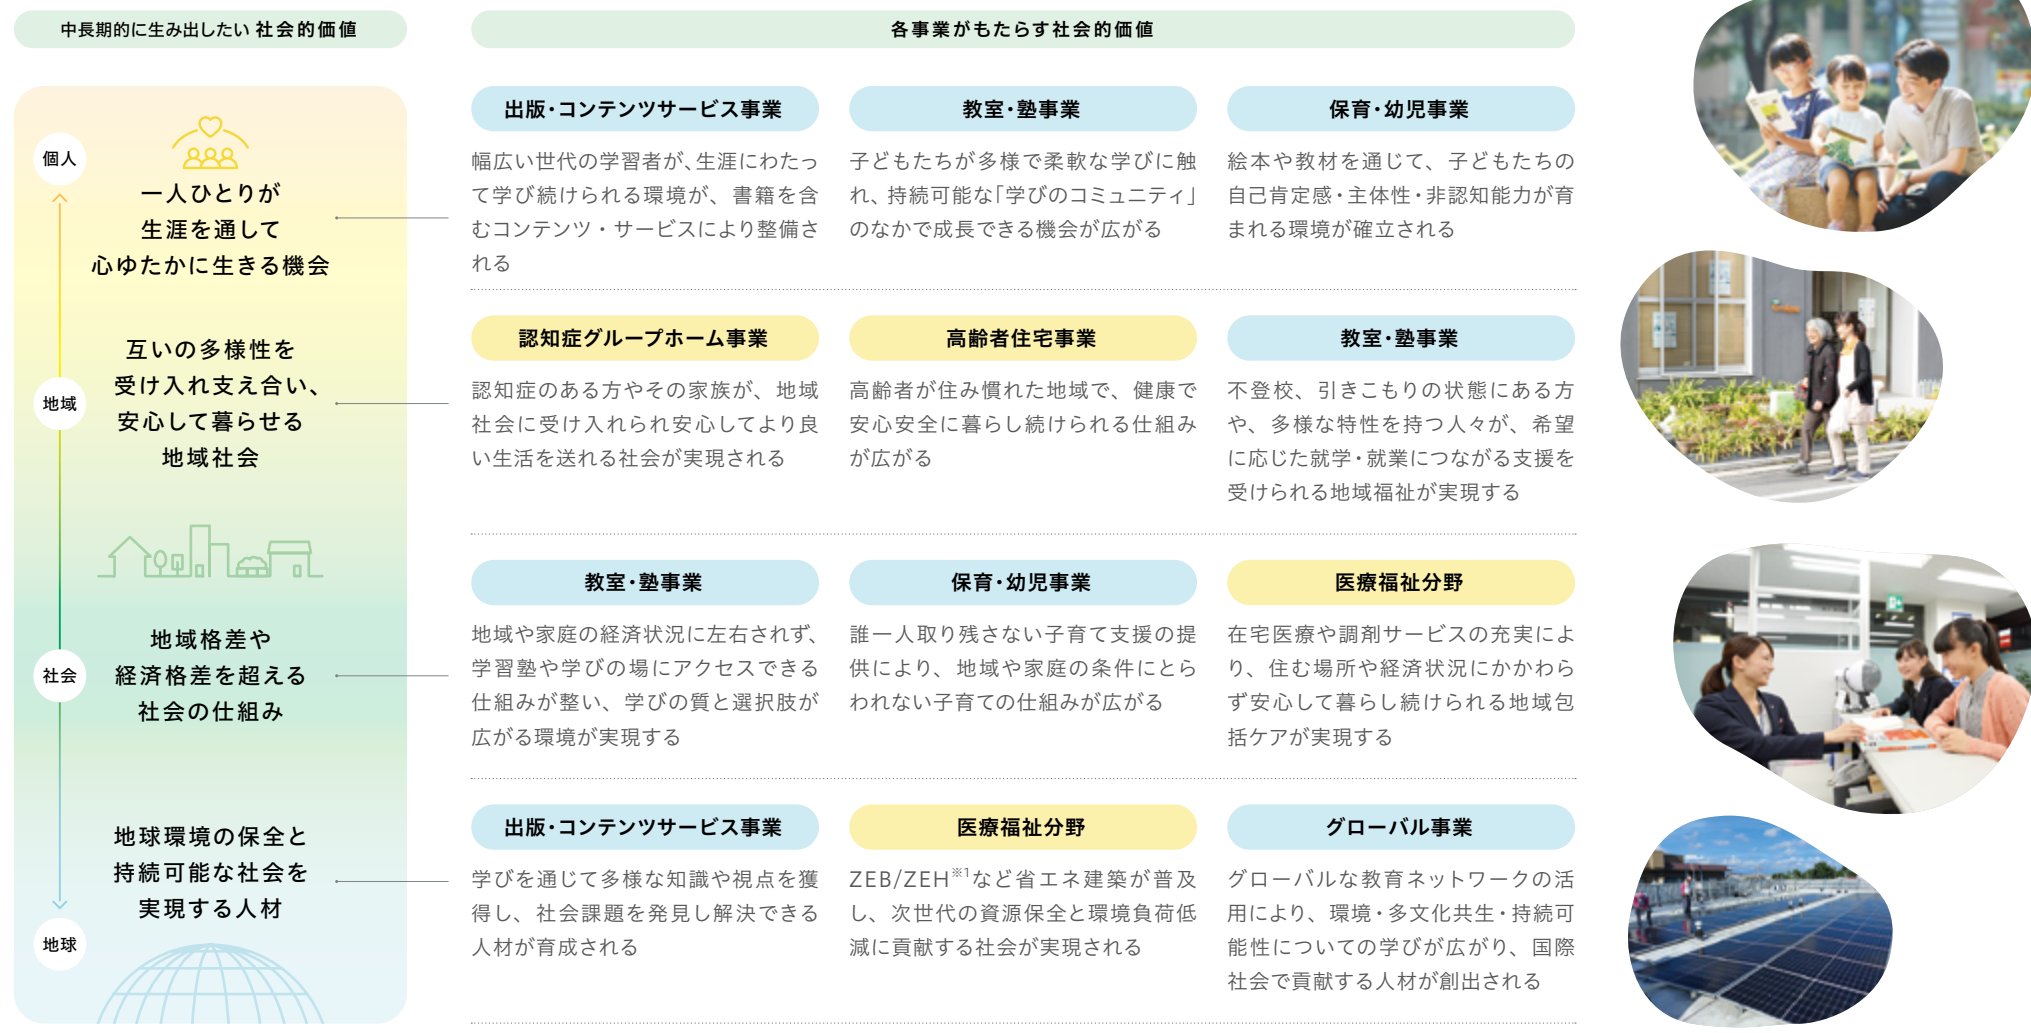 中長期的に生み出したい 社会的価値
各事業がもたらす社会的価値
個人
一人ひとりが
生涯を通して
心ゆたかに生きる機会
出版・コンテンツサービス事業
幅広い世代の学習者が、生涯にわたっ
て学び続けられる環境が、書籍を含
むコンテンツ・サービスにより整備さ
れる
教室・塾事業
子どもたちが多様で柔軟な学びに触
れ、持続可能な「学びのコミュニティ」
のなかで成長できる機会が広がる
保育・幼児事業
絵本や教材を通じて、子どもたちの
自己肯定感・主体性・非認知能力が育
まれる環境が確立される
地域
互いの多様性を
受け入れ支え合い、
安心して暮らせる
地域社会
認知症グループホーム事業
認知症のある方やその家族が、地域
社会に受け入れられ安心してより良
い生活を送れる社会が実現される
高齢者住宅事業
高齢者が住み慣れた地域で、健康で
安心安全に暮らし続けられる仕組み
が広がる
教室・塾事業
不登校、引きこもりの状態にある方
や、多様な特性を持つ人々が、希望
に応じた就学・就業につながる支援を
受けられる地域福祉が実現する
社会
地域格差や
経済格差を超える
社会の仕組み
教室・塾事業
地域や家庭の経済状況に左右されず、
学習塾や学びの場にアクセスできる
仕組みが整い、学びの質と選択肢が
広がる環境が実現する
保育・幼児事業
誰一人取り残さない子育て支援の提
供により、地域や家庭の条件にとら
われない子育ての仕組みが広がる
医療福祉分野
在宅医療や調剤サービスの充実によ
り、住む場所や経済状況にかかわら
ず安心して暮らし続けられる地域包
括ケアが実現する
地球環境の保全と
持続可能な社会を
実現する人材
地球
出版・コンテンツサービス事業
学びを通じて多様な知識や視点を獲
得し、社会課題を発見し解決できる
人材が育成される
医療福祉分野
ZEB/ZEH※1など省エネ建築が普及
し、次世代の資源保全と環境負荷低
減に貢献する社会が実現される
グローバル事業
グローバルな教育ネットワークの活
用により、環境・多文化共生・持続可
能性についての学びが広がり、国際
社会で貢献する人材が創出される